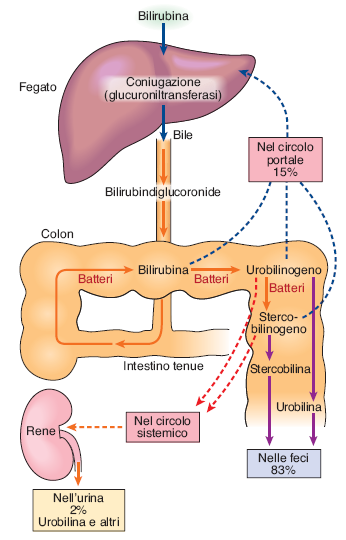 Bilirubina
Fegato
Coniugazione
(glucuroniltransferasi)
Bile
Nel circolo
portale
15%
Bilirubindiglucoronide
Colon
Batteri
Bilirubina
Batteri
Urobilinogeno
Batteri
Sterco-
bilinogeno
Intestino tenue
Stercobilina
Urobilina
Rene
Nel circolo
sistemico
Nelle feci
83%
Nell'urina
2%
Urobilina e altri